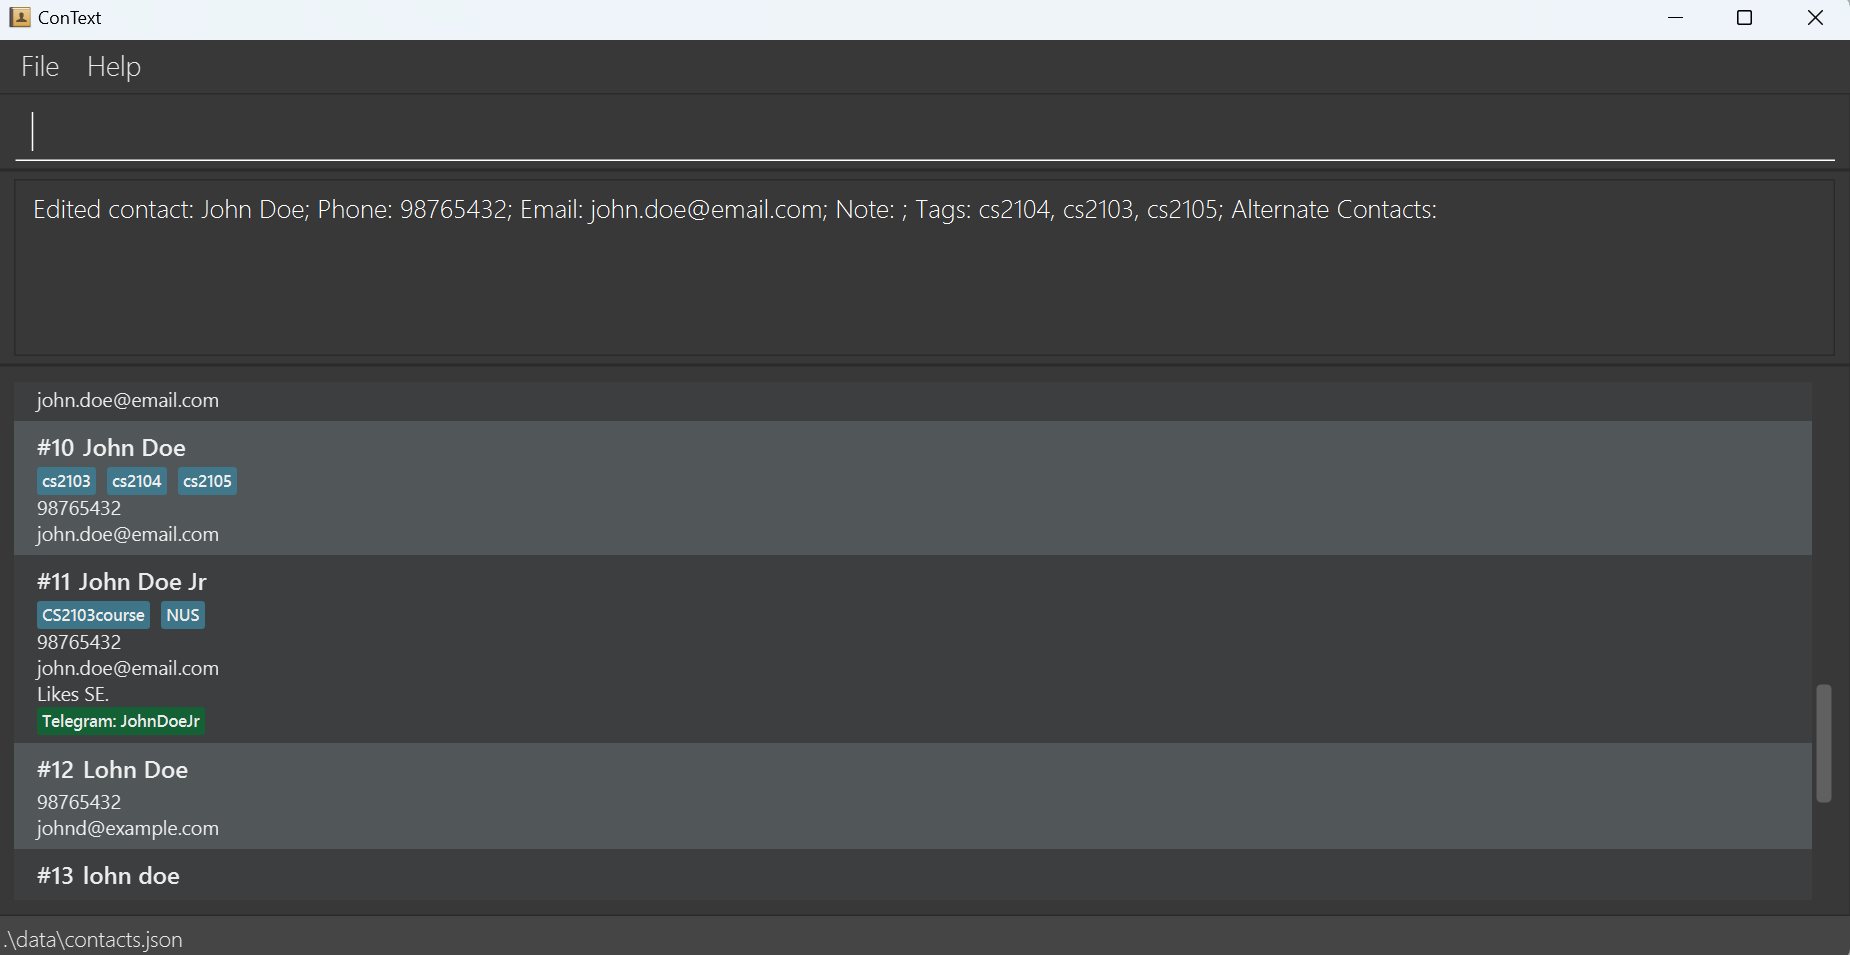 ConText
File Help
Edited contact: John Doe; Phone: 98765432; Email: john.doe@email.com; Note: ; Tags: cs2104, cs2103, cs2105; Alternate Contacts:
john.doe@email.com
#10 John Doe
cs2103 cs2104 cs2105
98765432
john.doe@email.com
#11 John Doe Jr
CS2103course NUS
98765432
john.doe@email.com
Likes SE.
Telegram: JohnDoeJr
#12 Lohn Doe
98765432
johnd@example.com
#13 lohn doe
.\data\contacts.json